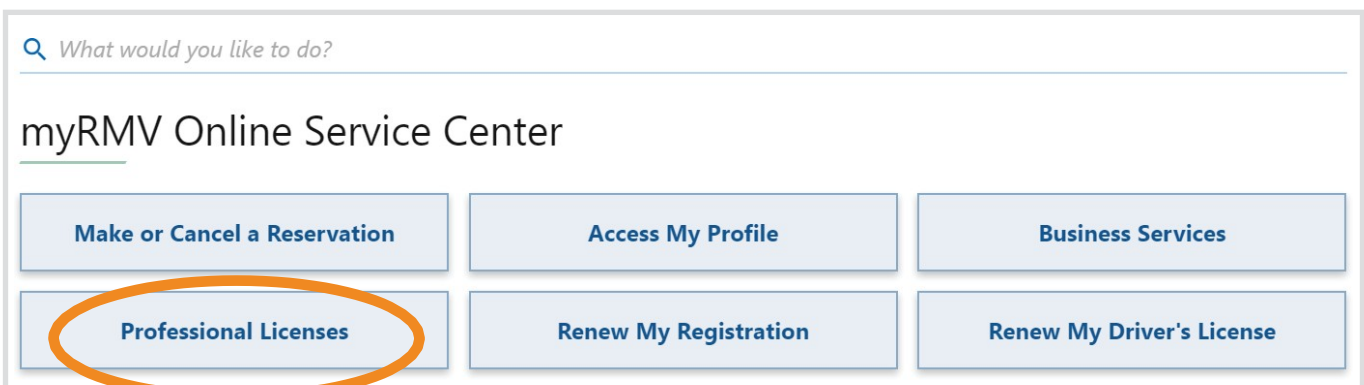 What would you like to do?
myRMV Online Service Center
Make or Cancel a Reservation
Access My Profile
Business Services
Professional Licenses
Renew My Registration
Renew My Driver's License